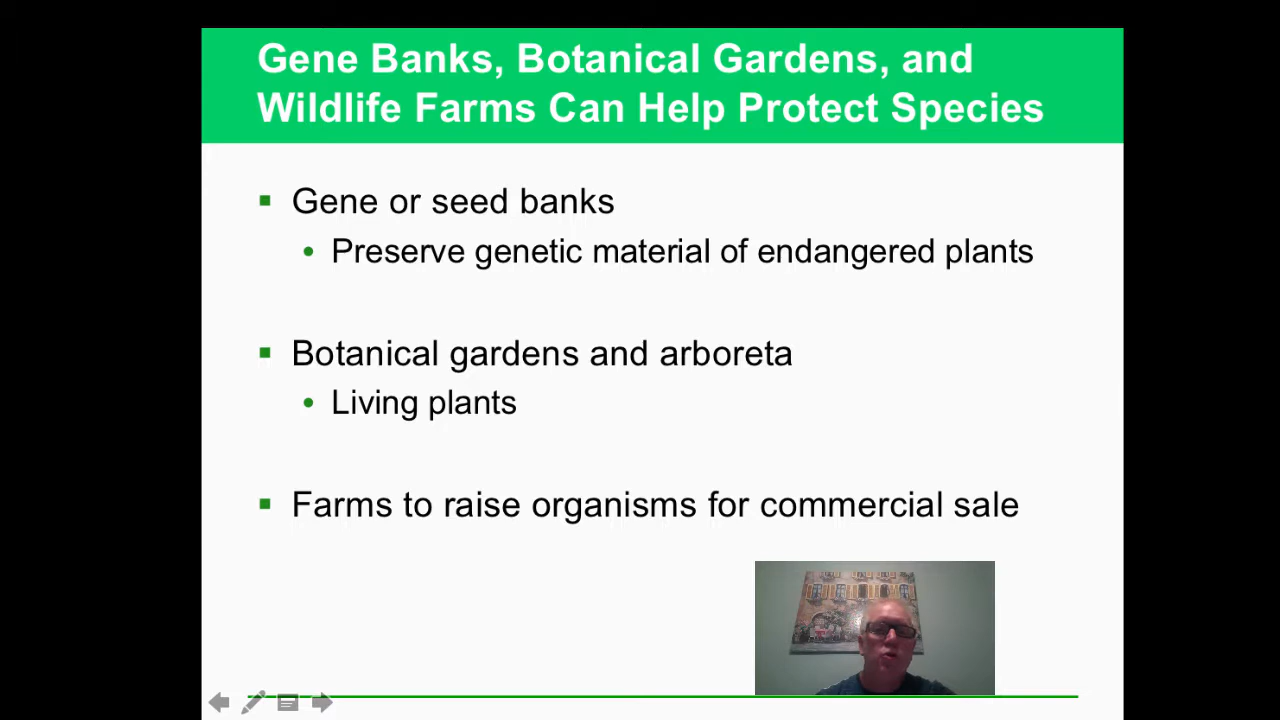 Gene Banks, Botanical Gardens, and
Wildlife Farms Can Help Protect Species
Gene or seed banks
Preserve genetic material of endangered plants
Botanical gardens and arboreta
Living plants
Farms to raise organisms for commercial sale